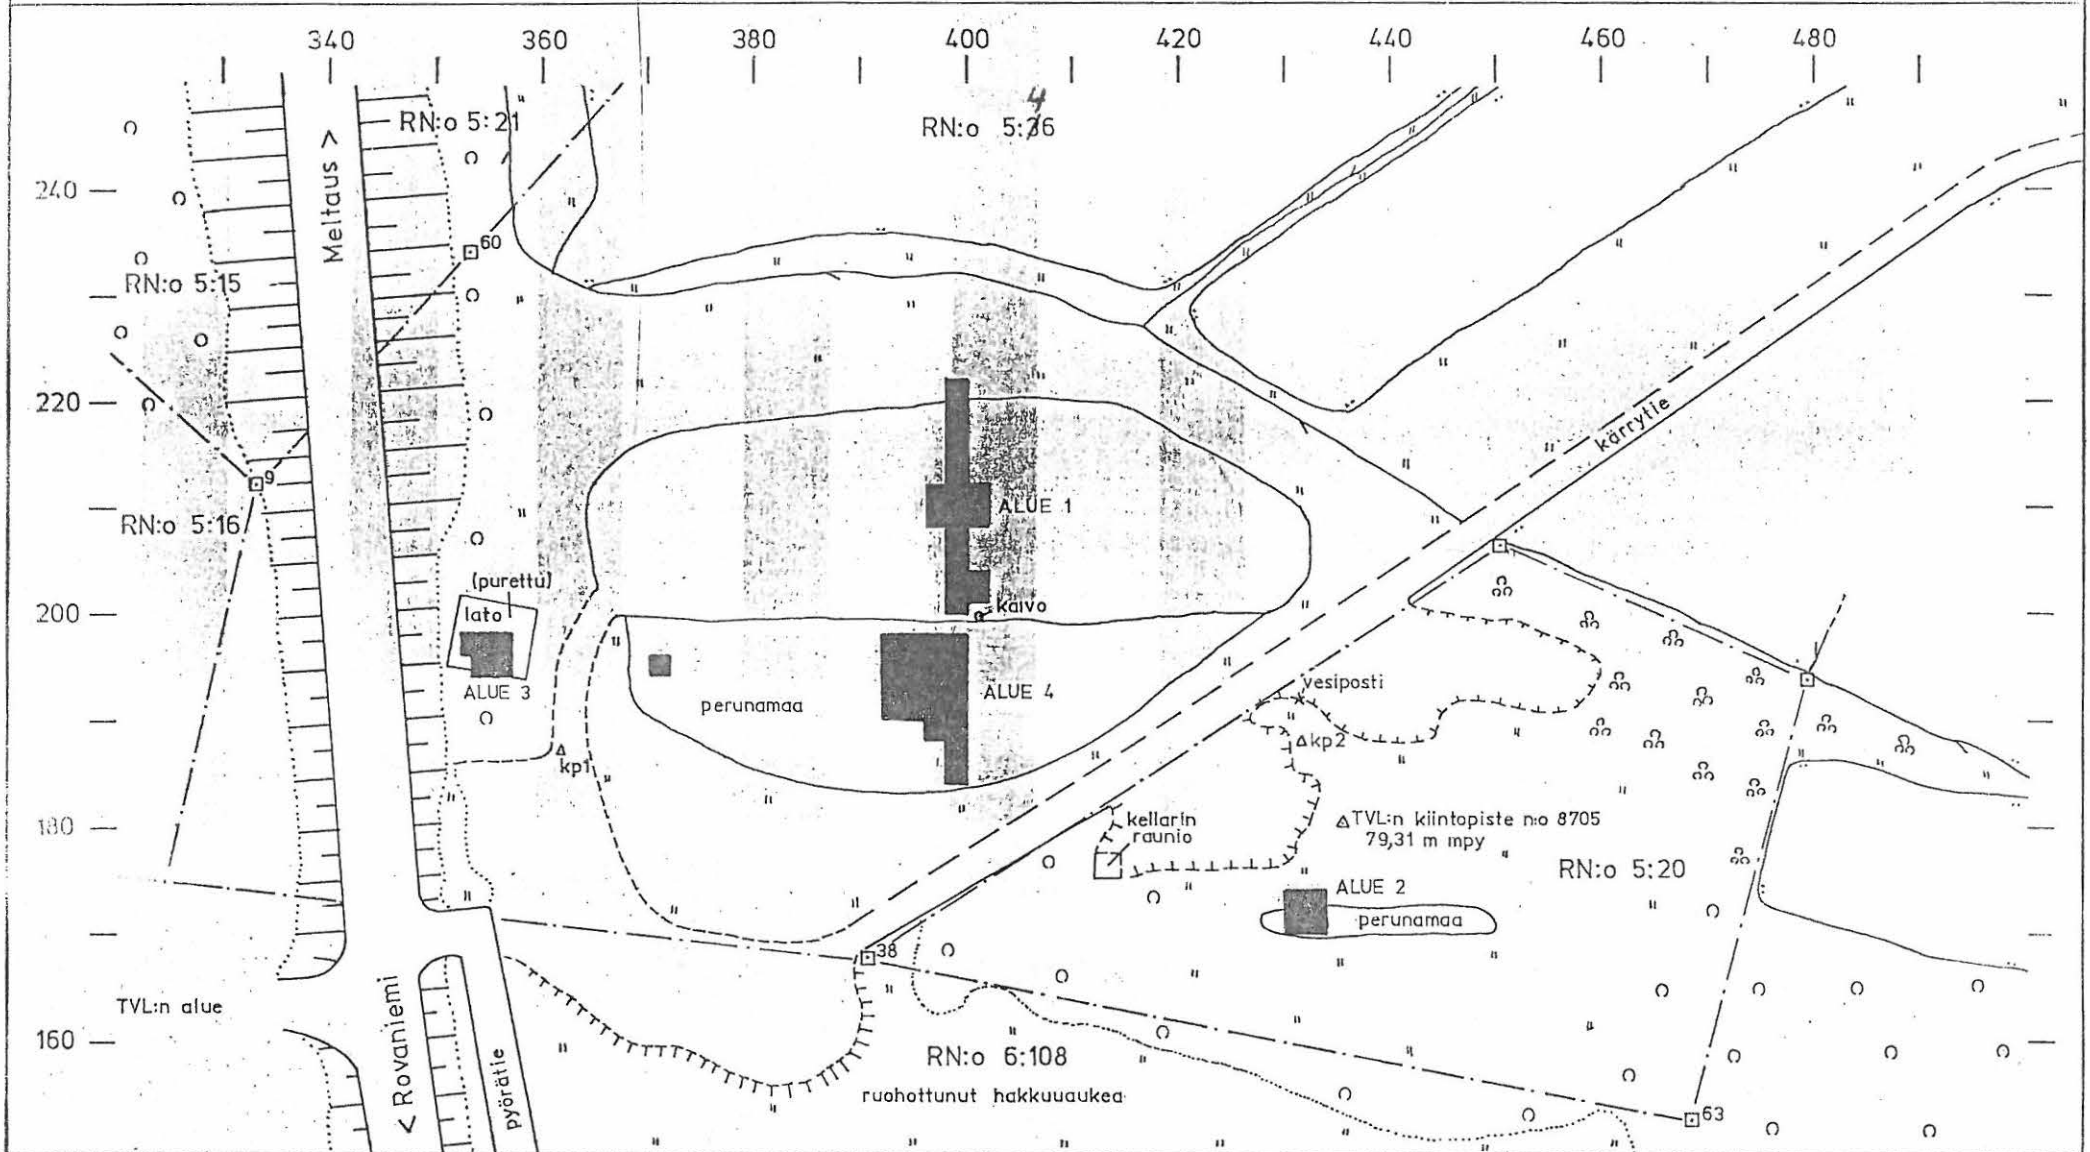 340 360 380 400 420 440 460 480
4
RN:o 5:21
RN:o 5:36
Meltaus >
240
60
RN:o 5:15
220
kärrytie
9
ALUE 1
RN:o 5:16
(purettu)
lato
kaivo
200
ALUE 3
perunamaa
ALUE 4
vesiposti
kp2
kp1
180
kellarin
raunio
TVL:n kiintopiste n:o 8705
79,31 m mpy
RN:o 5:20
ALUE 2
perunamaa
38
TVL:n alue
< Rovaniemi
pyörätie
160
RN:o 6:108
ruohottunut hakkuuaukea
63